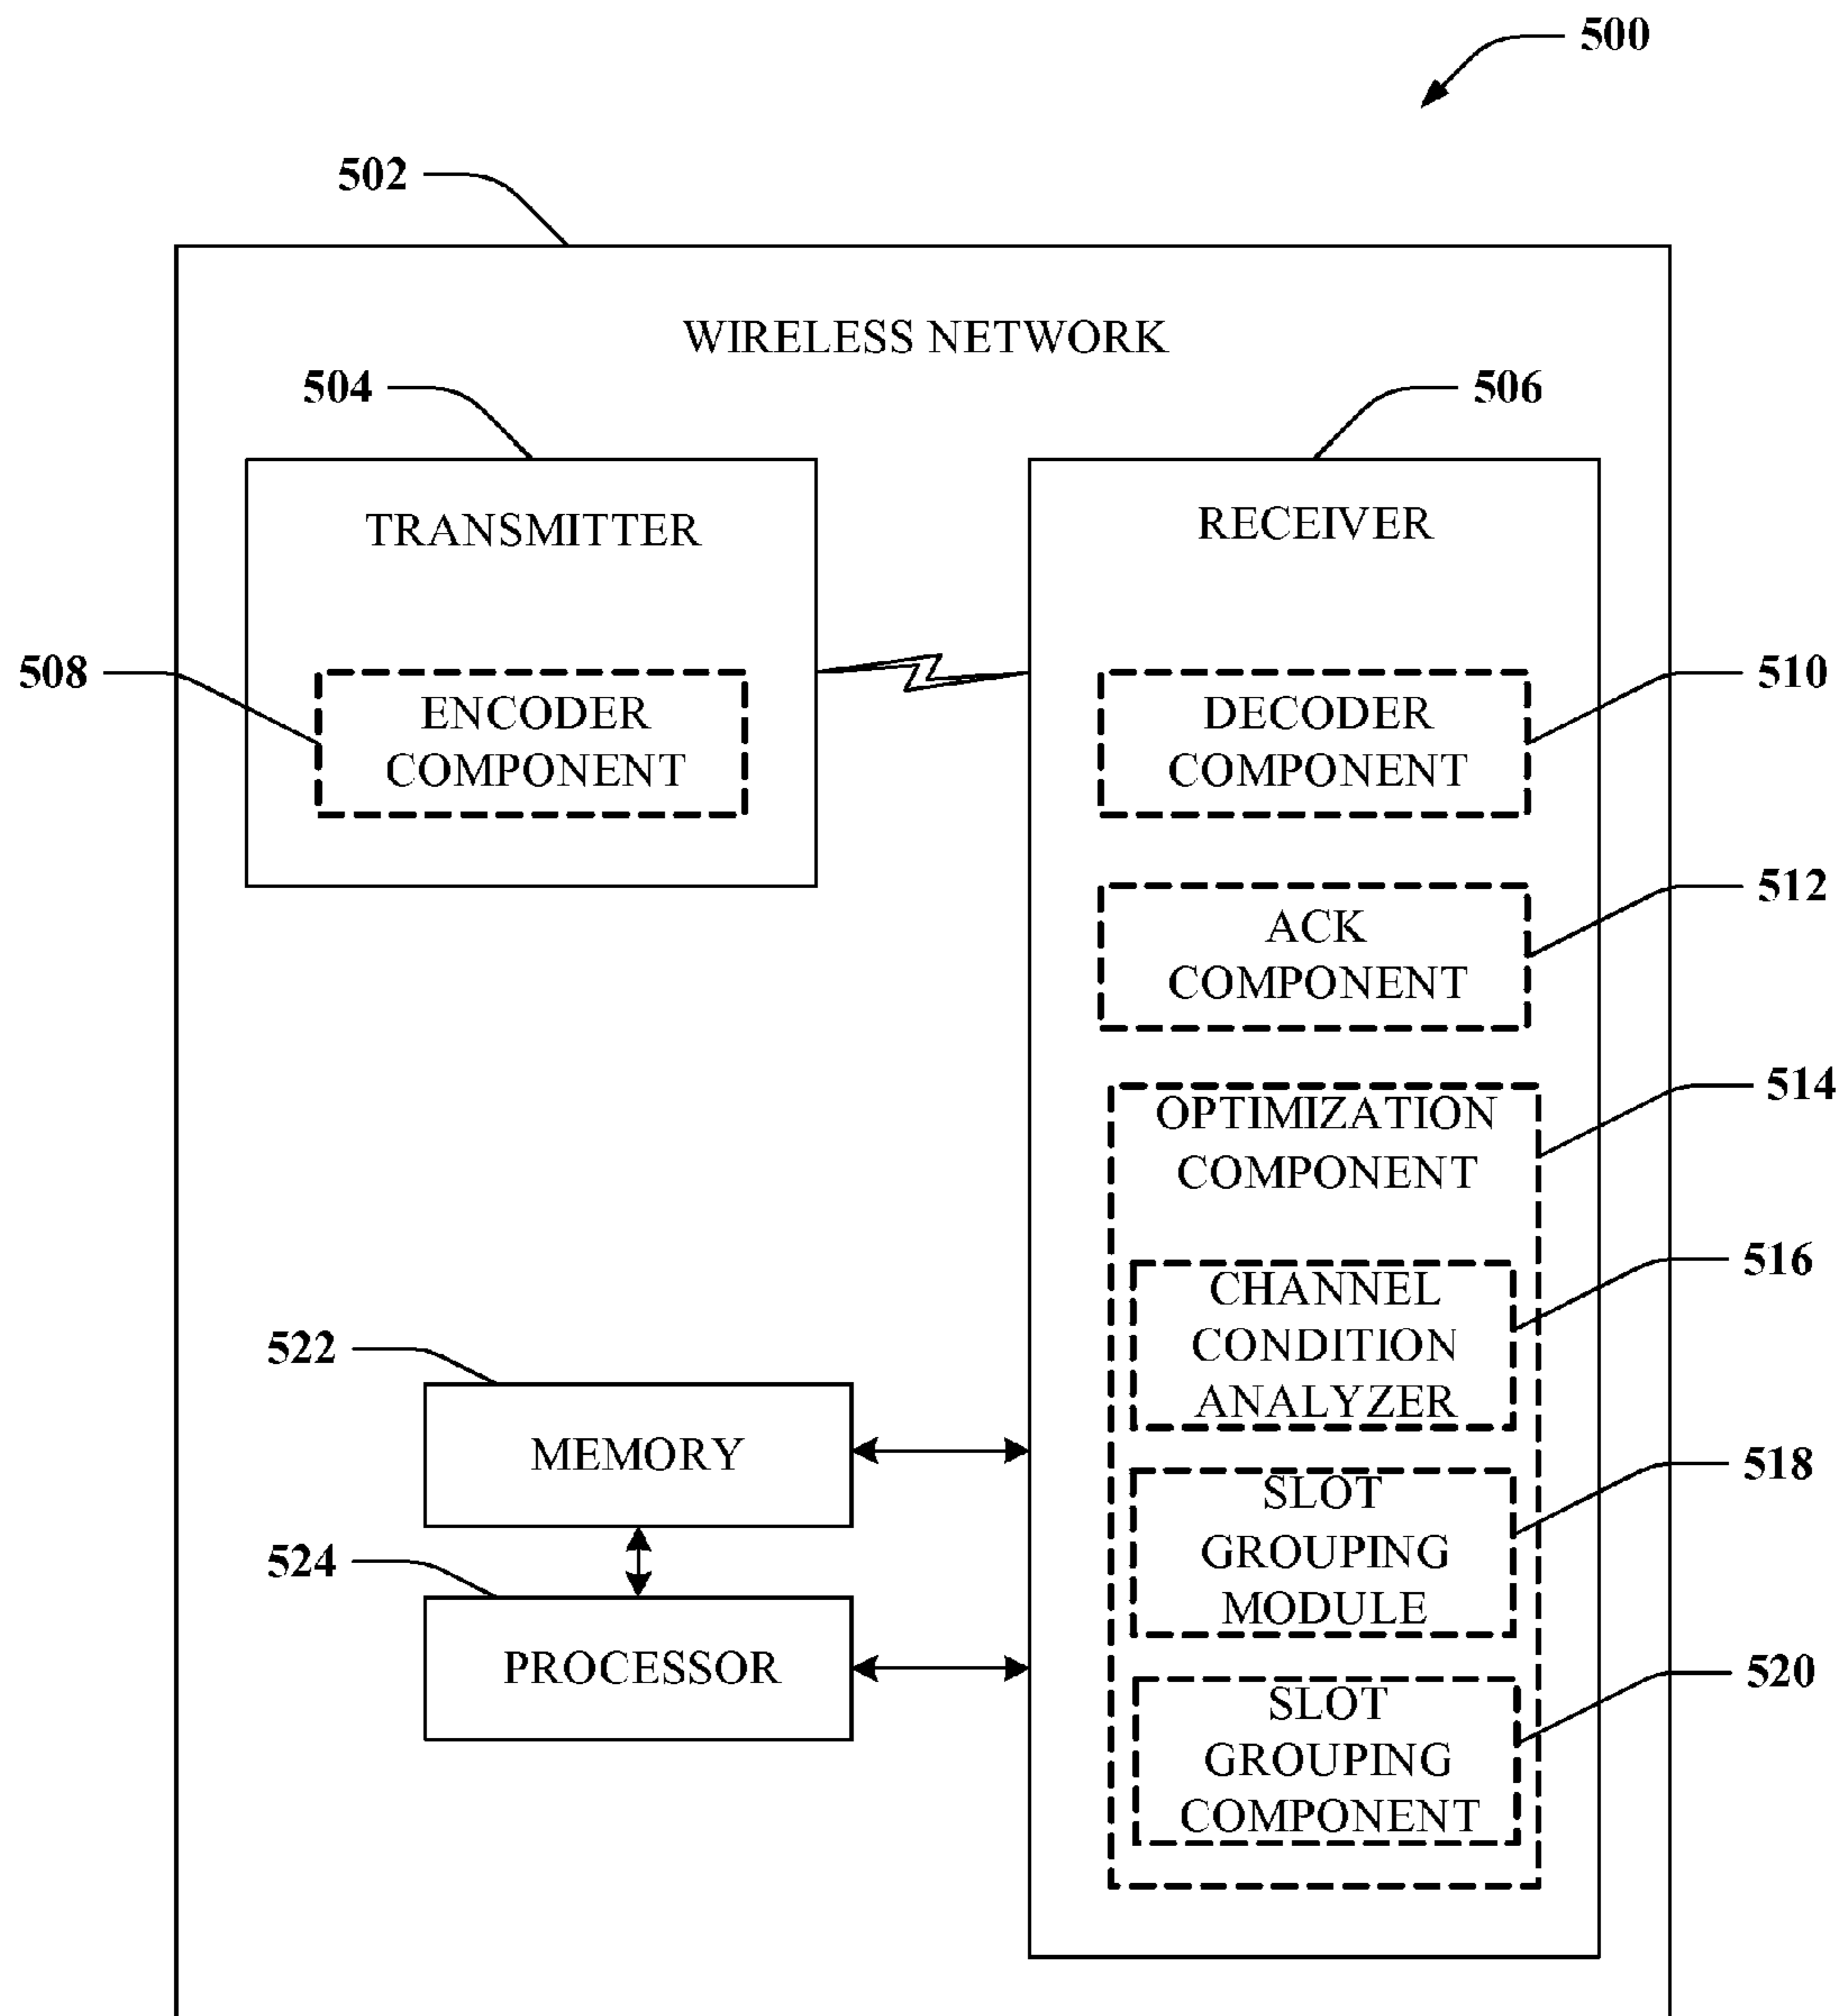 500
502
WIRELESS NETWORK
504
506
TRANSMITTER
RECEIVER
508
ENCODER
COMPONENT
DECODER
COMPONENT
510
ACK
COMPONENT
512
OPTIMIZATION
COMPONENT
514
CHANNEL
CONDITION
ANALYZER
516
522
MEMORY
SLOT
GROUPING
MODULE
518
524
PROCESSOR
SLOT
GROUPING
COMPONENT
520